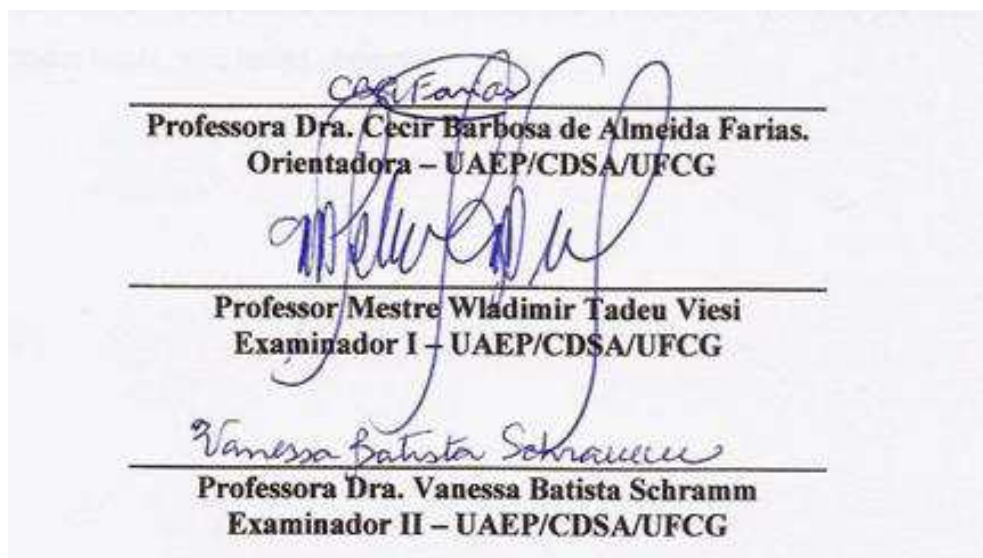 Farias
Professora Dra. Cecir Barbosa de Almeida Farias.
Orientadora – UAEP/CDSA/UFCG
Professor Mestre Wladimir Tadeu Viesi
Examinador I – UAEP/CDSA/UFCG
Vanessa Batista Schramm
Professora Dra. Vanessa Batista Schramm
Examinador II – UAEP/CDSA/UFCG